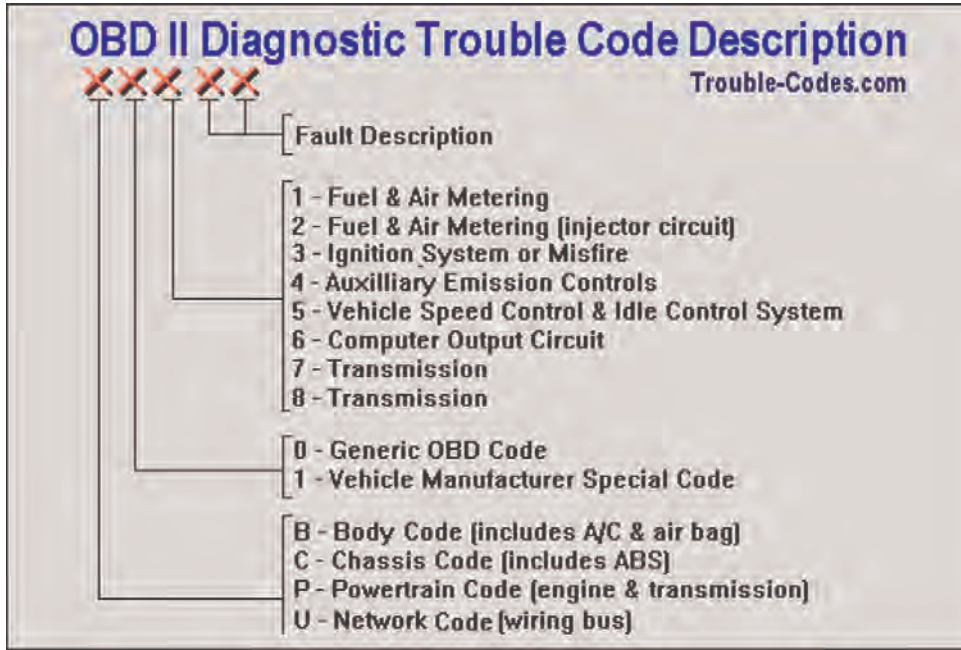 OBD II Diagnostic Trouble Code Description
Trouble-Codes.com
X X X X X
Fault Description
1 - Fuel & Air Metering
2 - Fuel & Air Metering (injector circuit)
3 - Ignition System or Misfire
4 - Auxilliary Emission Controls
5 - Vehicle Speed Control & Idle Control System
6 - Computer Output Circuit
7 - Transmission
8 - Transmission
0 - Generic OBD Code
1 - Vehicle Manufacturer Special Code
B - Body Code (includes A/C & air bag)
C - Chassis Code (includes ABS)
P - Powertrain Code (engine & transmission)
U - Network Code (wiring bus)